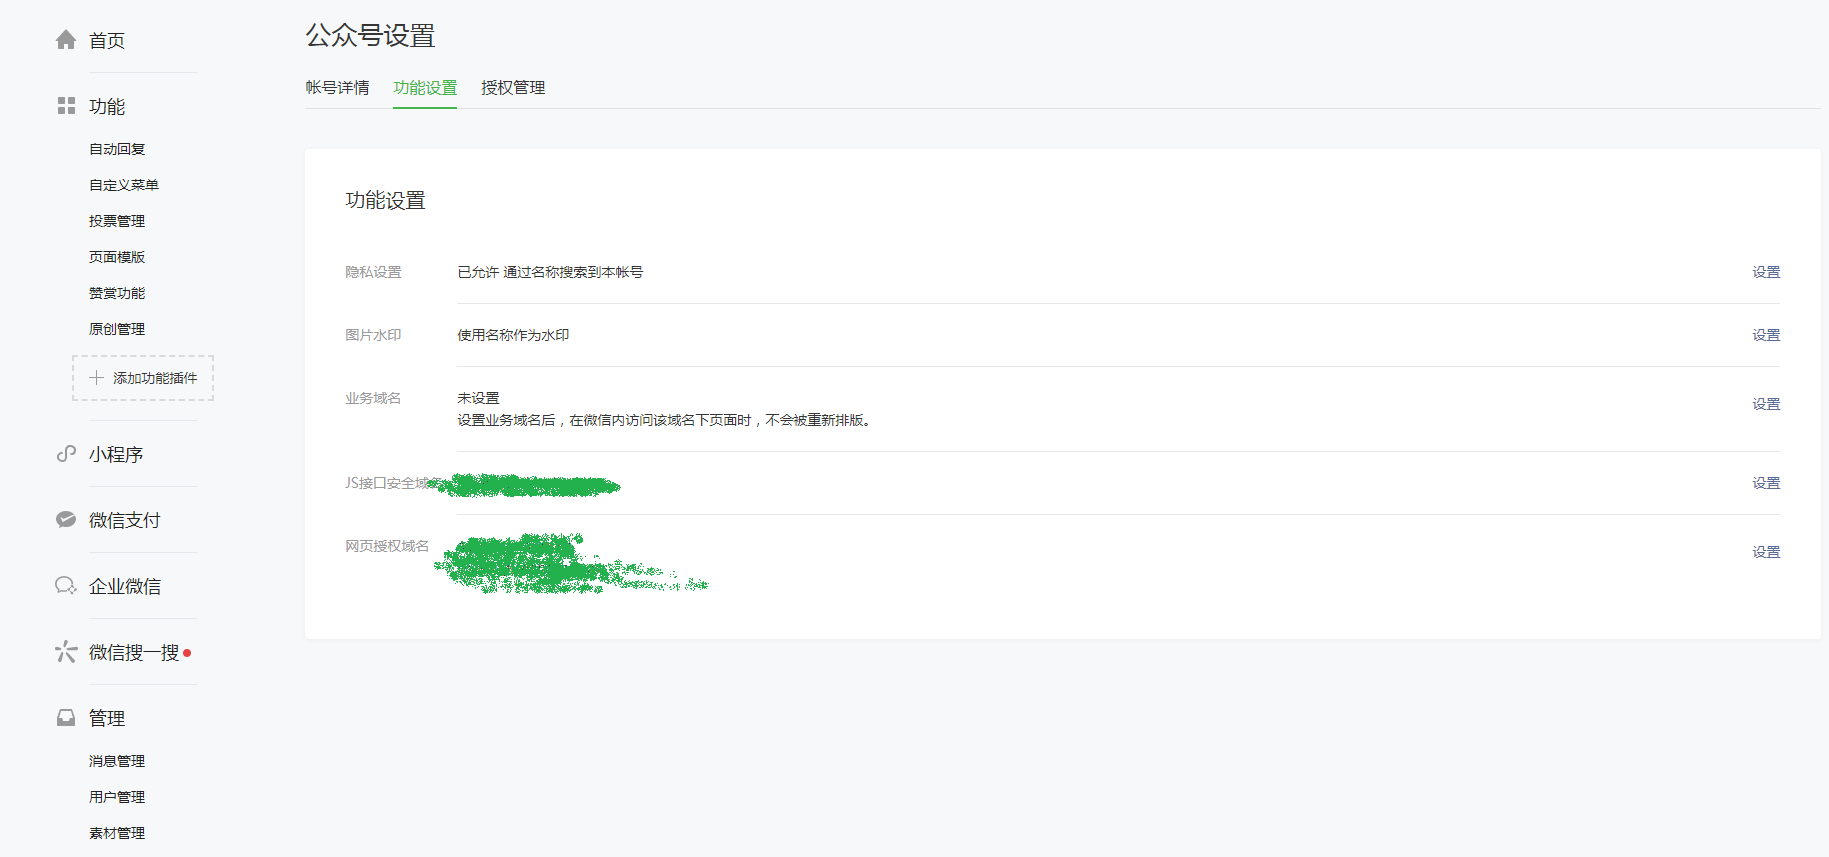 首页
功能
自动回复
自定义菜单
投票管理
页面模版
赞赏功能
原创管理
添加功能插件
小程序
微信支付
企业微信
微信搜一搜
管理
消息管理
用户管理
素材管理
公众号设置
帐号详情 功能设置 授权管理
功能设置
隐私设置 已允许 通过名称搜索到本帐号 设置
图片水印 使用名称作为水印 设置
业务域名 未设置 设置
设置业务域名后，在微信内访问该域名下页面时，不会被重新排版。
JS接口安全域 设置
网页授权域名 设置